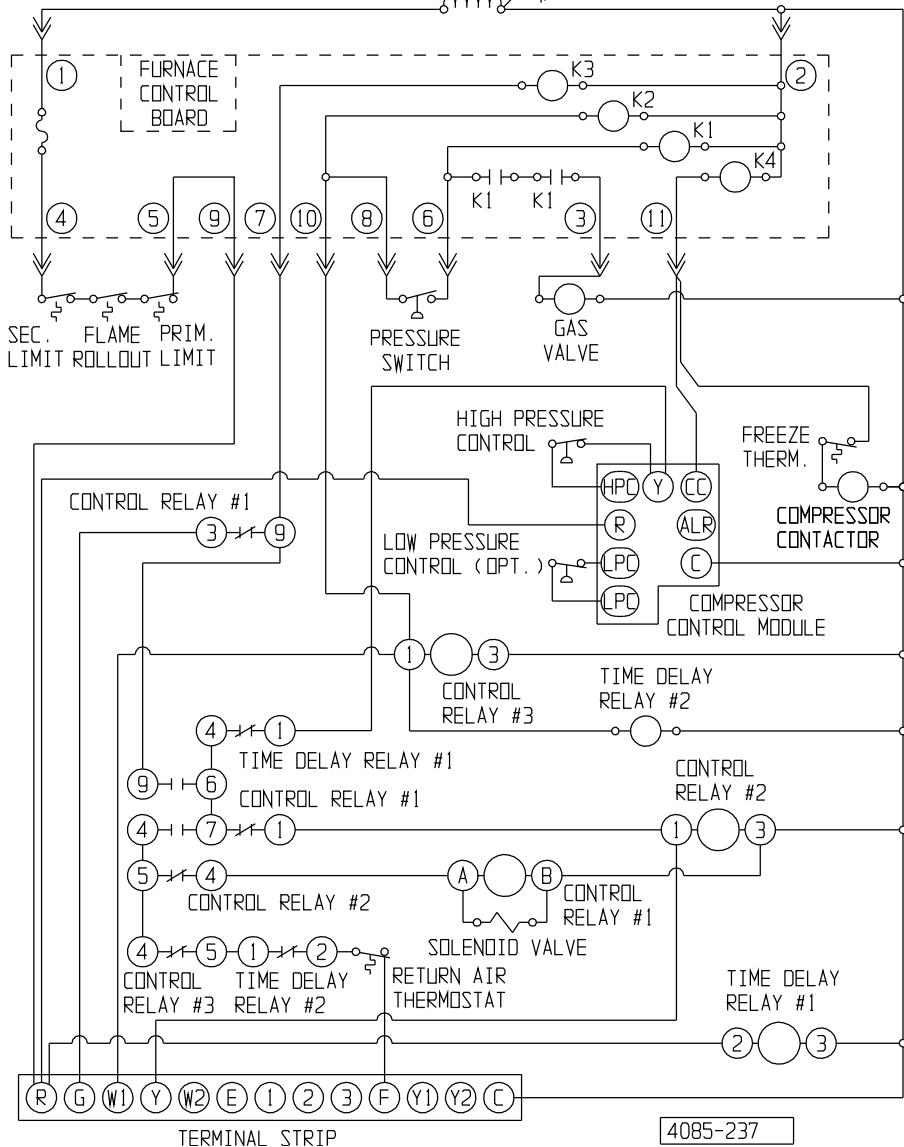 FURNACE
CONTROL
BOARD
1
2
K3
K2
K1
K4
K1
K1
4
5
9
7
10
8
6
3
11
SEC.
LIMIT
FLAME
ROLLOUT
PRIM.
LIMIT
PRESSURE
SWITCH
GAS
VALVE
HIGH PRESSURE
CONTROL
FREEZE
THERM.
HPC
Y
CC
CONTROL RELAY #1
3
9
R
ALR
COMPRESSOR
CONTACTOR
LOW PRESSURE
CONTROL (OPT.)
LPC
C
LPC
COMPRESSOR
CONTROL MODULE
1
3
CONTROL
RELAY #3
TIME DELAY
RELAY #2
4
1
TIME DELAY RELAY #1
9
6
CONTROL RELAY #1
CONTROL
RELAY #2
4
7
1
1
3
5
4
CONTROL RELAY #2
A
B
CONTROL
RELAY #1
SOLENOID VALVE
4
5
1
2
CONTROL
RELAY #3
TIME DELAY
RELAY #2
RETURN AIR
THERMOSTAT
TIME DELAY
RELAY #1
2
3
R G W1 Y W2 E 1 2 3 F Y1 Y2 C
TERMINAL STRIP
4085-237